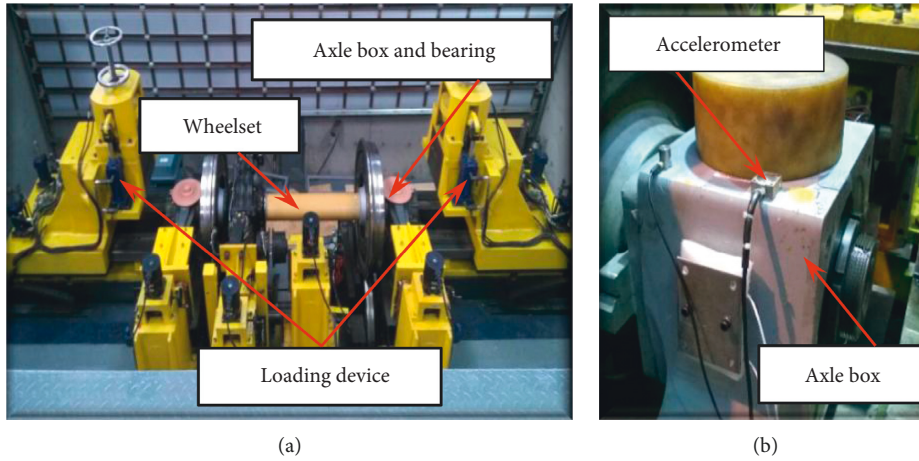 Axle box and bearing
Wheelset
Loading device
(a)
Accelerometer
Axle box
(b)